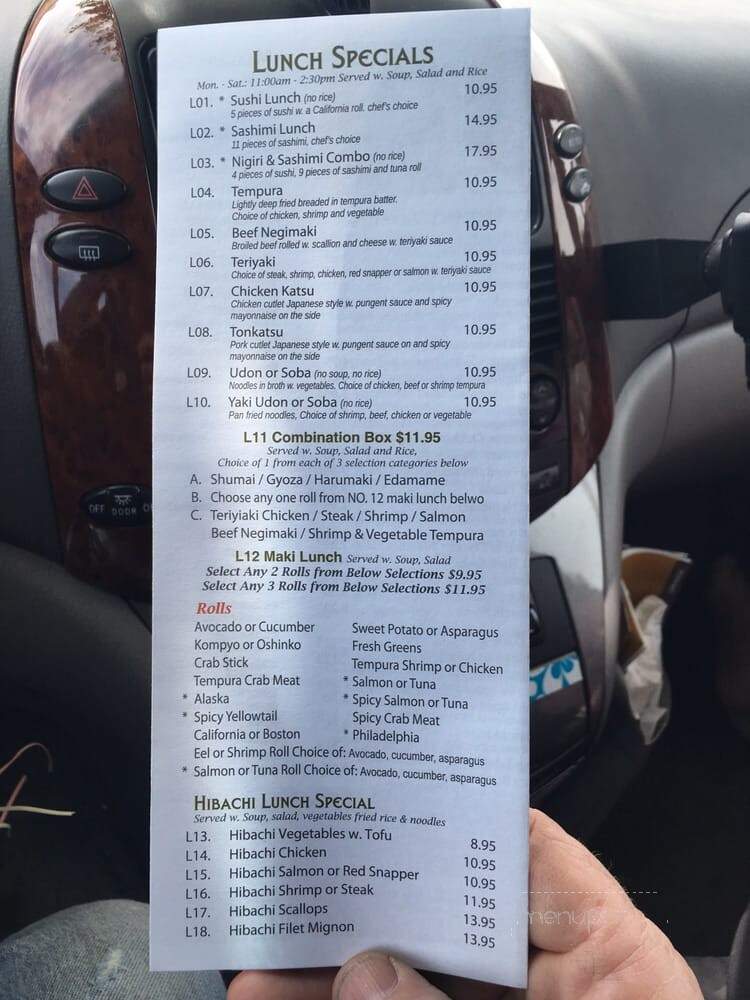 LUNCH SPECIALS
Mon. - Sat.: 11:00am - 2:30pm Served w. Soup, Salad and Rice
L01. * Sushi Lunch (no rice) 10.95
5 pieces of sushi w. a California roll. chef's choice
L02. * Sashimi Lunch 14.95
11 pieces of sashimi, chef's choice
L03. * Nigiri & Sashimi Combo (no rice) 17.95
4 pieces of sushi, 9 pieces of sashimi and tuna roll
L04. Tempura 10.95
Lightly deep fried breaded in tempura batter.
Choice of chicken, shrimp and vegetable
L05. Beef Negimaki 10.95
Broiled beef rolled w. scallion and cheese w. teriyaki sauce
L06. Teriyaki 10.95
Choice of steak, shrimp, chicken, red snapper or salmon w. teriyaki sauce
L07. Chicken Katsu 10.95
Chicken cutlet Japanese style w. pungent sauce and spicy
mayonnaise on the side
L08. Tonkatsu 10.95
Pork cutlet Japanese style w. pungent sauce on and spicy
mayonnaise on the side
L09. Udon or Soba (no soup, no rice) 10.95
Noodles in broth w. vegetables. Choice of chicken, beef or shrimp tempura
L10. Yaki Udon or Soba (no rice) 10.95
Pan fried noodles, Choice of shrimp, beef, chicken or vegetable
L11 Combination Box $11.95
Served w. Soup, Salad and Rice,
Choice of 1 from each of 3 selection categories below
A. Shumai / Gyoza / Harumaki / Edamame
B. Choose any one roll from NO. 12 maki lunch belwo
C. Teriyiaki Chicken / Steak / Shrimp / Salmon
Beef Negimaki / Shrimp & Vegetable Tempura
L12 Maki Lunch Served w. Soup, Salad
Select Any 2 Rolls from Below Selections $9.95
Select Any 3 Rolls from Below Selections $11.95
Rolls
Avocado or Cucumber
Kompyo or Oshinko
Crab Stick
Tempura Crab Meat
* Alaska
* Spicy Yellowtail
California or Boston
Sweet Potato or Asparagus
Fresh Greens
Tempura Shrimp or Chicken
* Salmon or Tuna
* Spicy Salmon or Tuna
Spicy Crab Meat
* Philadelphia
Eel or Shrimp Roll Choice of: Avocado, cucumber, asparagus
* Salmon or Tuna Roll Choice of: Avocado, cucumber, asparagus
HIBACHI LUNCH SPECIAL
Served w. Soup, salad, vegetables fried rice & noodles
L13. Hibachi Vegetables w. Tofu 8.95
L14. Hibachi Chicken 10.95
L15. Hibachi Salmon or Red Snapper 10.95
L16. Hibachi Shrimp or Steak 11.95
L17. Hibachi Scallops 13.95
L18. Hibachi Filet Mignon 13.95
OFF DOOR